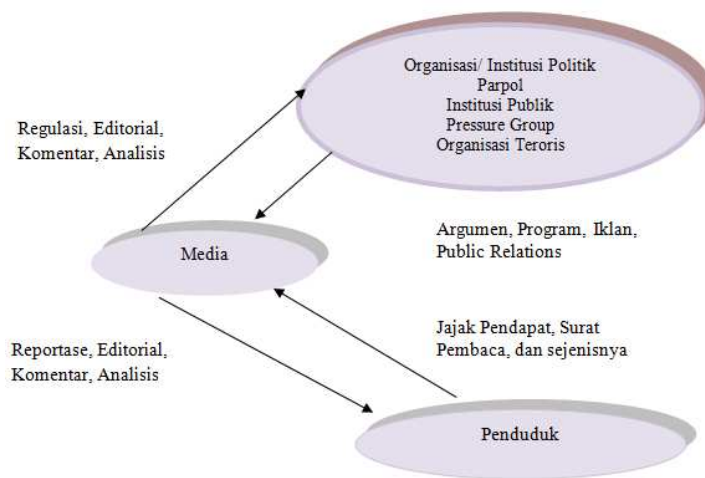 Organisasi/ Institusi Politik
Parpol
Institusi Publik
Pressure Group
Organisasi Teroris
Regulasi, Editorial,
Komentar, Analisis
Argumen, Program, Iklan,
Public Relations
Media
Jajak Pendapat, Surat
Pembaca, dan sejenisnya
Reportase, Editorial,
Komentar, Analisis
Penduduk